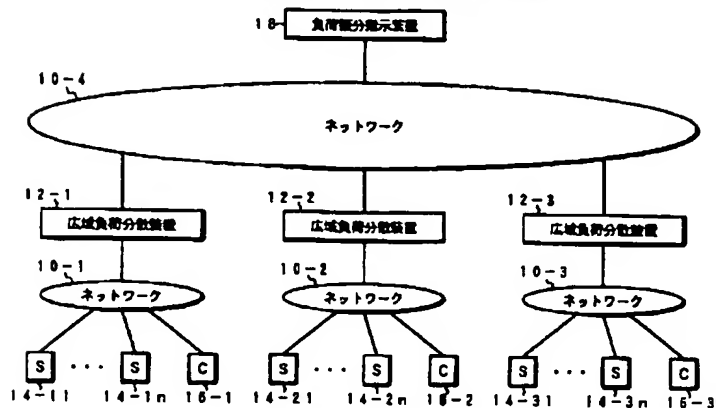 18 負荷配分指示装置
10-4
ネットワーク
12-1 12-2 12-3
広域負荷分散装置 広域負荷分散装置 広域負荷分散装置
10-1 10-2 10-3
ネットワーク ネットワーク ネットワーク
S ・・・ S C S ・・・ S C S ・・・ S C
14-11 14-1n 16-1 14-21 14-2n 16-2 14-31 14-3n 16-3